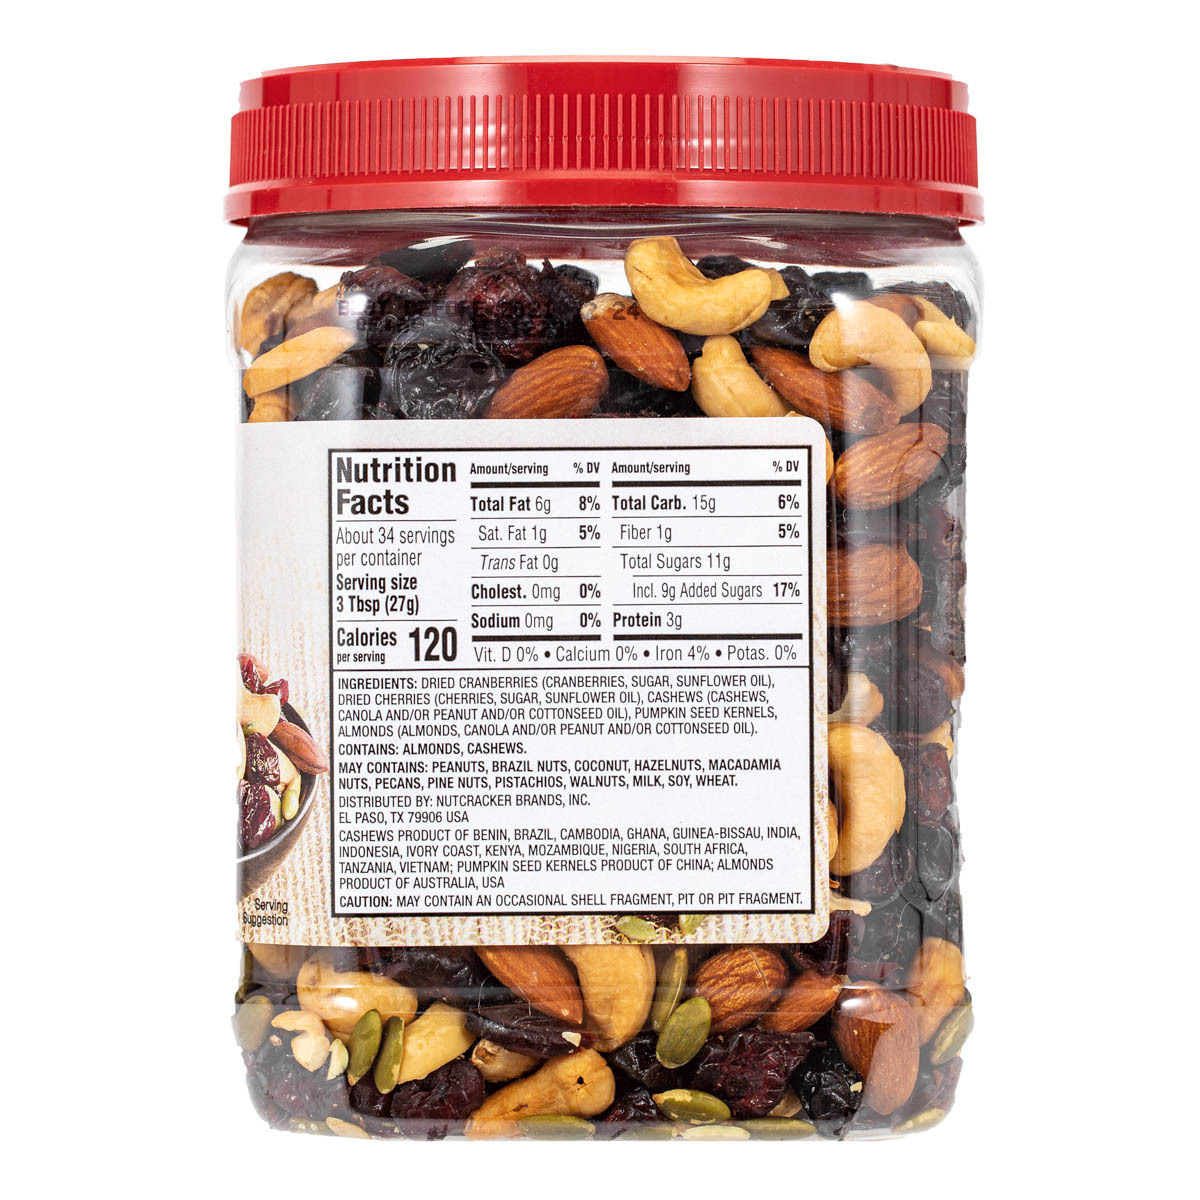 BEST BEFORE 2021 24
Nutrition
Facts
About 34 servings
per container
Serving size
3 Tbsp (27g)
Calories 120
per serving
Amount/serving % DV
Total Fat 6g 8%
Sat. Fat 1g 5%
Trans Fat 0g
Cholest. 0mg 0%
Sodium 0mg 0%
Amount/serving % DV
Total Carb. 15g 6%
Fiber 1g 5%
Total Sugars 11g
Incl. 9g Added Sugars 17%
Protein 3g
Vit. D 0% • Calcium 0% • Iron 4% • Potas. 0%
INGREDIENTS: DRIED CRANBERRIES (CRANBERRIES, SUGAR, SUNFLOWER OIL),
DRIED CHERRIES (CHERRIES, SUGAR, SUNFLOWER OIL), CASHEWS (CASHEWS,
CANOLA AND/OR PEANUT AND/OR COTTONSEED OIL), PUMPKIN SEED KERNELS,
ALMONDS (ALMONDS, CANOLA AND/OR PEANUT AND/OR COTTONSEED OIL).
CONTAINS: ALMONDS, CASHEWS.
MAY CONTAINS: PEANUTS, BRAZIL NUTS, COCONUT, HAZELNUTS, MACADAMIA
NUTS, PECANS, PINE NUTS, PISTACHIOS, WALNUTS, MILK, SOY, WHEAT.
DISTRIBUTED BY: NUTCRACKER BRANDS, INC.
EL PASO, TX 79906 USA
CASHEWS PRODUCT OF BENIN, BRAZIL, CAMBODIA, GHANA, GUINEA-BISSAU, INDIA,
INDONESIA, IVORY COAST, KENYA, MOZAMBIQUE, NIGERIA, SOUTH AFRICA,
TANZANIA, VIETNAM; PUMPKIN SEED KERNELS PRODUCT OF CHINA; ALMONDS
PRODUCT OF AUSTRALIA, USA
CAUTION: MAY CONTAIN AN OCCASIONAL SHELL FRAGMENT, PIT OR PIT FRAGMENT.
Serving
Suggestion